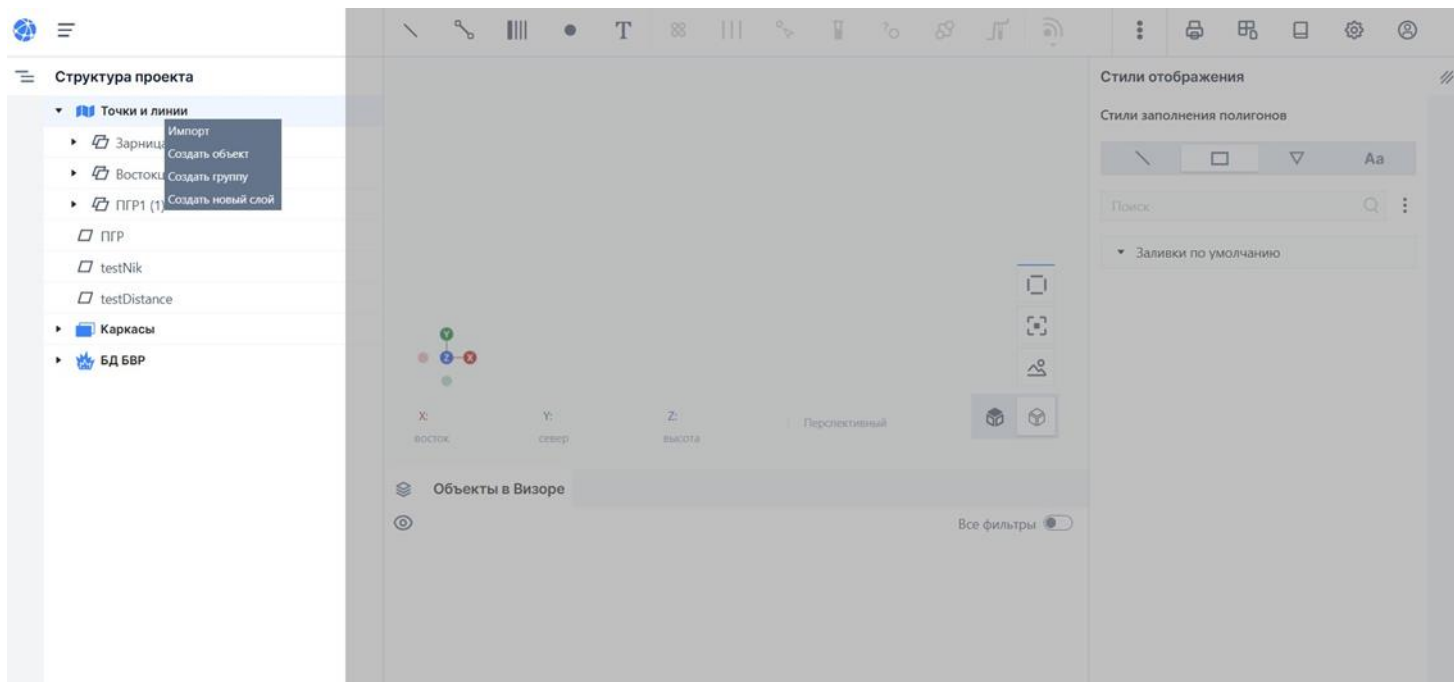 T
Структура проекта
Стили отображения
Точки и линии
Стили заполнения полигонов
Импорт
Создать объект
Создать группу
Создать новый слой
ПГР1 (1)
Aa
Поиск
ПГР
testNik
Заливки по умолчанию
testDistance
Каркасы
БД БВР
Y
Z
X
X:
Y:
Z:
Перспективный
восток
север
высота
Объекты в Визоре
Все фильтры